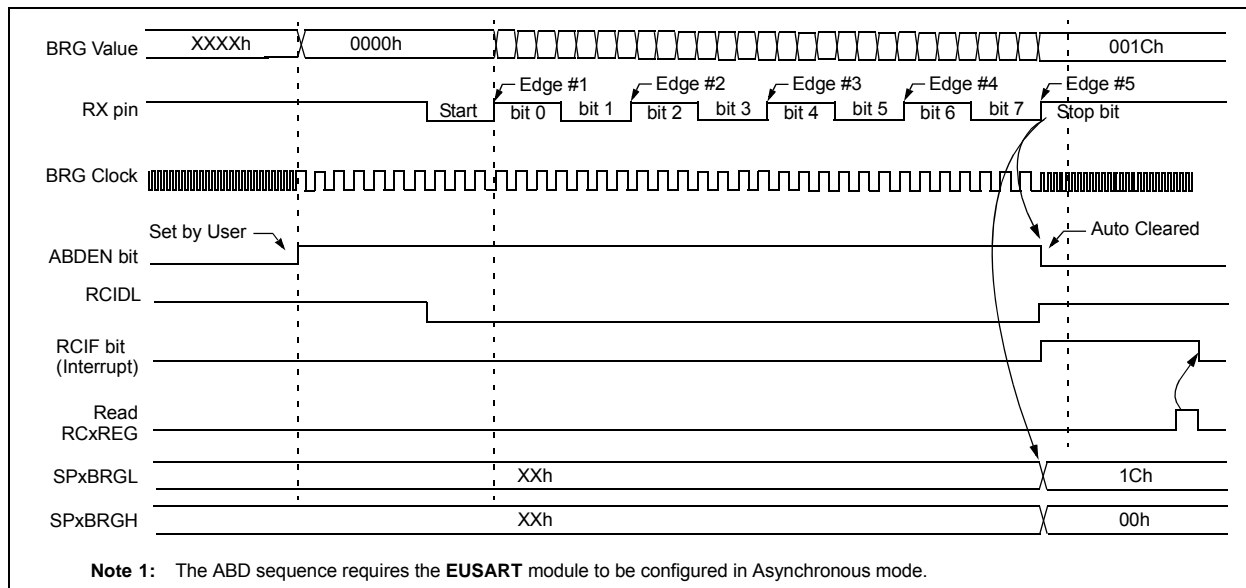 BRG Value XXXXh 0000h 001Ch
Edge #1 Edge #2 Edge #3 Edge #4 Edge #5
RX pin Start bit 0 bit 1 bit 2 bit 3 bit 4 bit 5 bit 6 bit 7 Stop bit
BRG Clock
Set by User Auto Cleared
ABDEN bit
RCIDL
RCIF bit
(Interrupt)
Read
RCxREG
SPxBRGL XXh 1Ch
SPxBRGH XXh 00h
Note 1: The ABD sequence requires the EUSART module to be configured in Asynchronous mode.